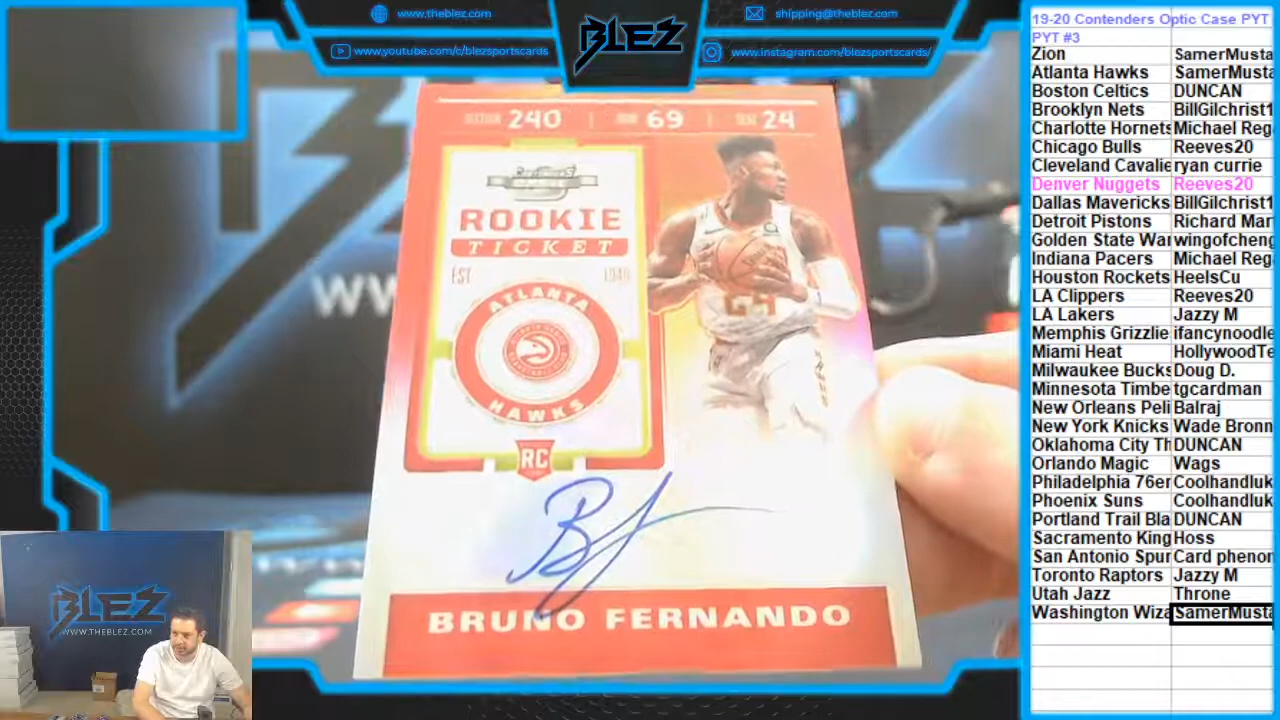 www.theblez.com
www.youtube.com/c/blezsportscards
BLEZ
shipping@theblez.com
www.instagram.com/blezsportscards/
240 | 69 | 24
ROOKIE
TICKET
EST 1949
ATLANTA
HAWKS
RC
24
BRUNO FERNANDO
BLEZ
WWW.THEBLEZ.COM
19-20 Contenders Optic Case PYT
PYT #3
Zion SamerMusta
Atlanta Hawks SamerMusta
Boston Celtics DUNCAN
Brooklyn Nets BillGilchrist1
Charlotte Hornets Michael Reg
Chicago Bulls Reeves20
Cleveland Cavalie ryan currie
Denver Nuggets Reeves20
Dallas Mavericks BillGilchrist1
Detroit Pistons Richard Mar
Golden State War wingofcheng
Indiana Pacers Michael Reg
Houston Rockets HeelsCu
LA Clippers Reeves20
LA Lakers Jazzy M
Memphis Grizzlie ifancynoodle
Miami Heat HollywoodTe
Milwaukee Bucks Doug D.
Minnesota Timbe tgcardman
New Orleans Peli Balraj
New York Knicks Wade Bronn
Oklahoma City Th DUNCAN
Orlando Magic Wags
Philadelphia 76er Coolhandluk
Phoenix Suns Coolhandluk
Portland Trail Bla DUNCAN
Sacramento King Hoss
San Antonio Spur Card phenom
Toronto Raptors Jazzy M
Utah Jazz Throne
Washington Wiza SamerMusta